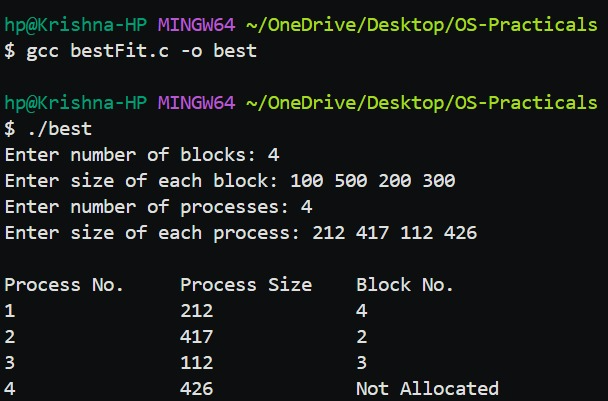 hp@Krishna-HP MINGW64 ~/OneDrive/Desktop/OS-Practicals
$ gcc bestFit.c -o best
hp@Krishna-HP MINGW64 ~/OneDrive/Desktop/OS-Practicals
$ ./best
Enter number of blocks: 4
Enter size of each block: 100 500 200 300
Enter number of processes: 4
Enter size of each process: 212 417 112 426
Process No. Process Size Block No.
1 212 4
2 417 2
3 112 3
4 426 Not Allocated